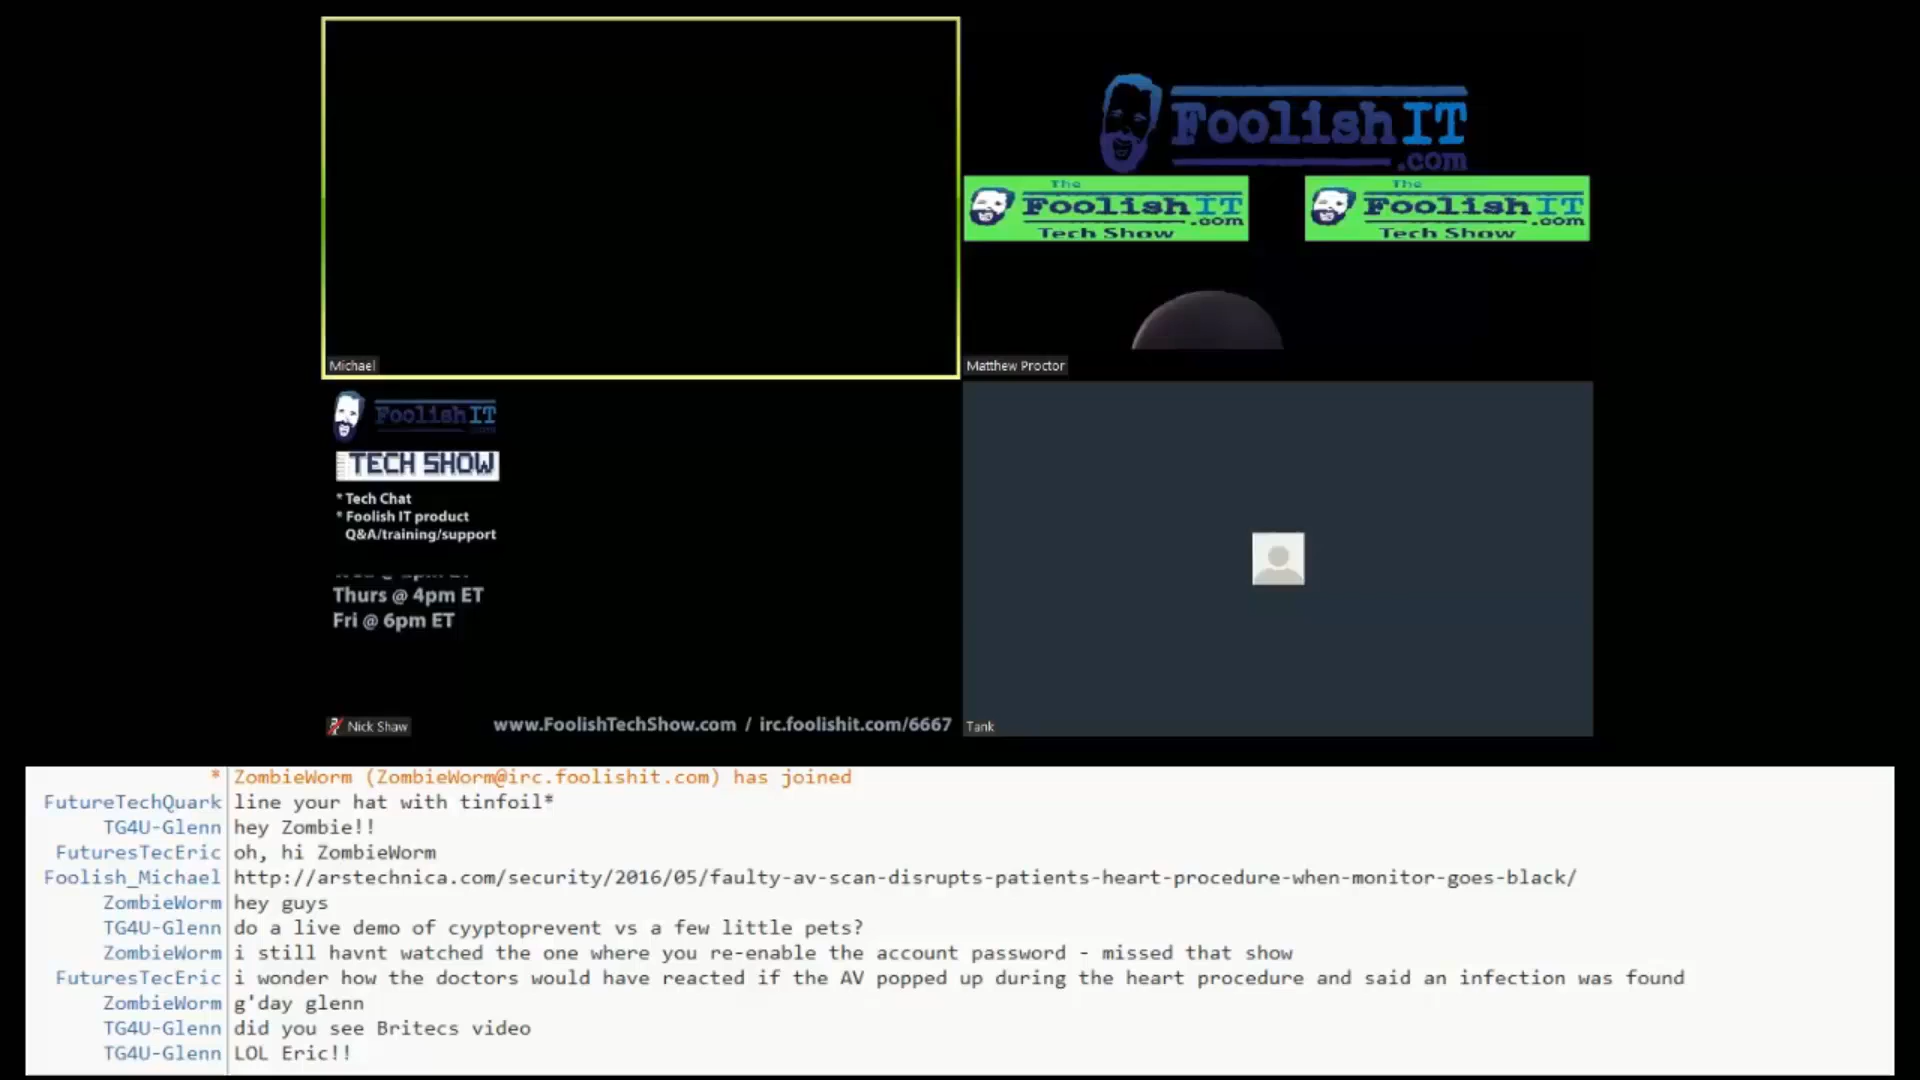 FoolishIT
.com
The
FoolishIT
.com
Tech Show
The
FoolishIT
.com
Tech Show
Michael
Matthew Proctor
FoolishIT
TECH SHOW
* Tech Chat
* Foolish IT product
Q&A/training/support
Thurs @ 4pm ET
Fri @ 6pm ET
Nick Shaw
www.FoolishTechShow.com / irc.foolishit.com/6667
Tank
* ZombieWorm (ZombieWorm@irc.foolishit.com) has joined
FutureTechQuark line your hat with tinfoil*
TG4U-Glenn hey Zombie!!
FuturesTecEric oh, hi ZombieWorm
Foolish_Michael http://arstechnica.com/security/2016/05/faulty-av-scan-disrupts-patients-heart-procedure-when-monitor-goes-black/
ZombieWorm hey guys
TG4U-Glenn do a live demo of cyyptoprevent vs a few little pets?
ZombieWorm i still havnt watched the one where you re-enable the account password - missed that show
FuturesTecEric i wonder how the doctors would have reacted if the AV popped up during the heart procedure and said an infection was found
ZombieWorm g'day glenn
TG4U-Glenn did you see Britecs video
TG4U-Glenn LOL Eric!!